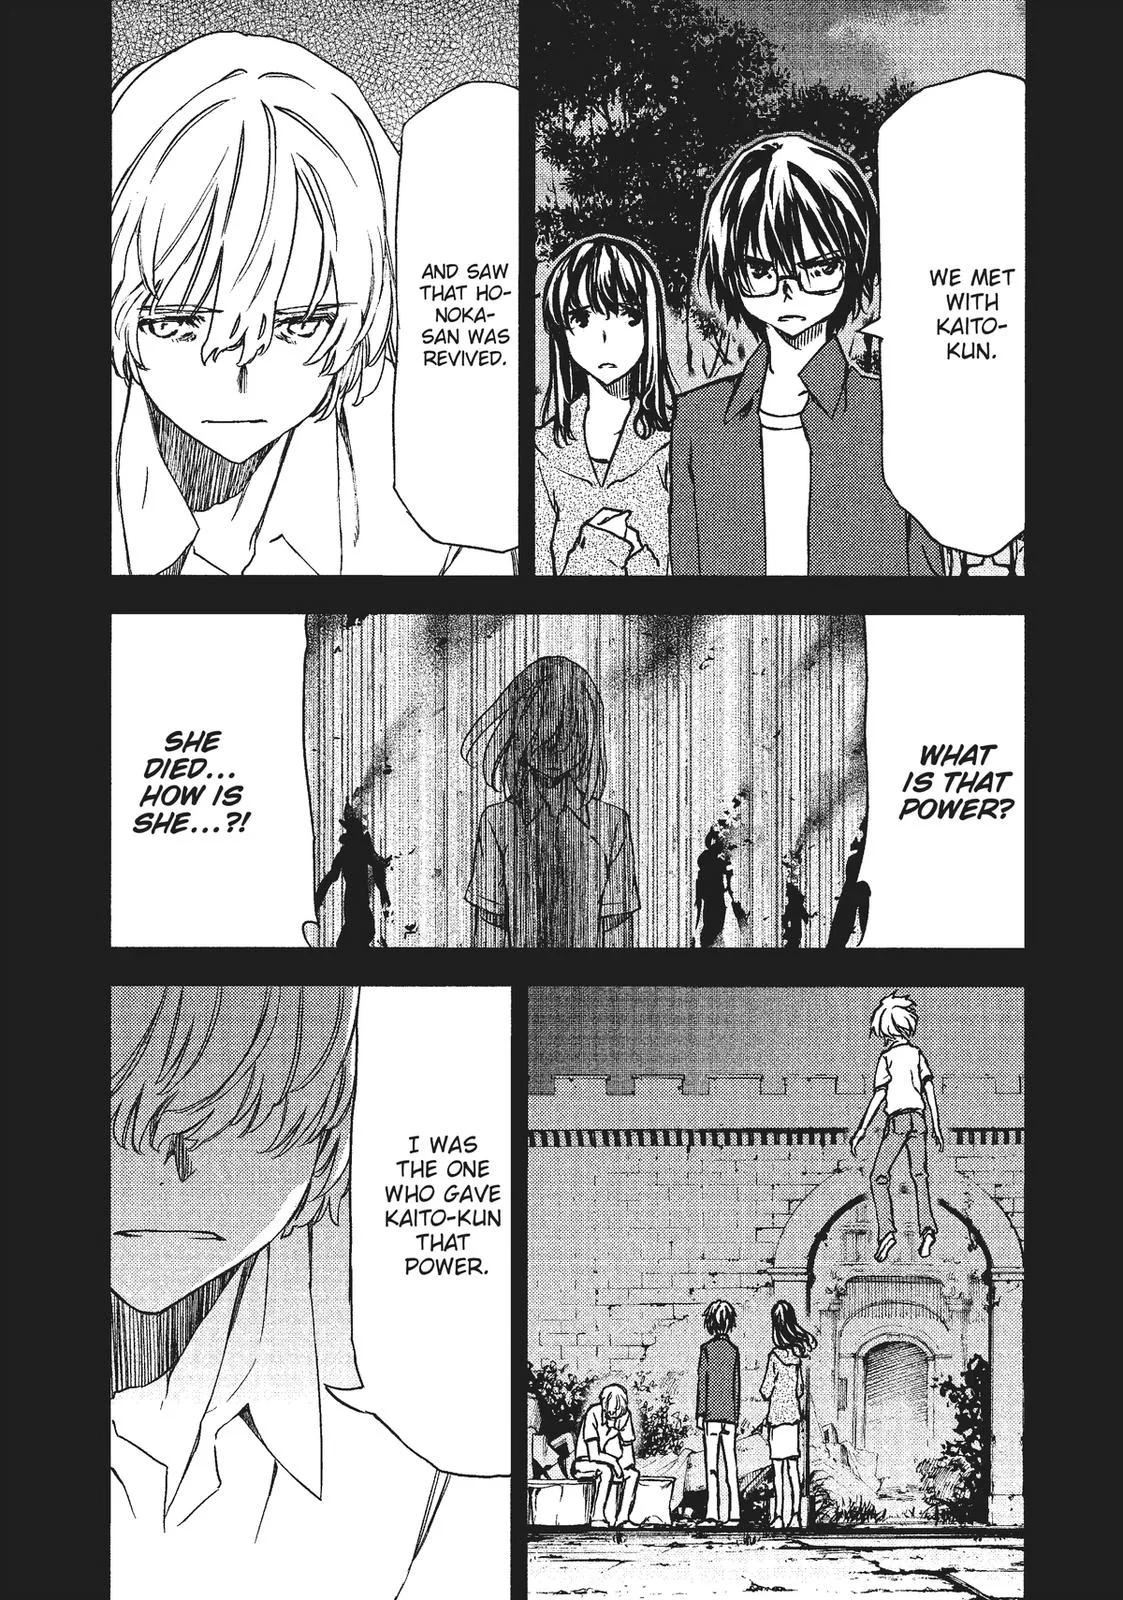 WE MET
WITH
KAITO-
KUN.
AND SAW
THAT HO-
NOKA-
SAN WAS
REVIVED.
WHAT
IS THAT
POWER?
SHE
DIED...
HOW IS
SHE...?!
I WAS
THE ONE
WHO GAVE
KAITO-KUN
THAT
POWER.